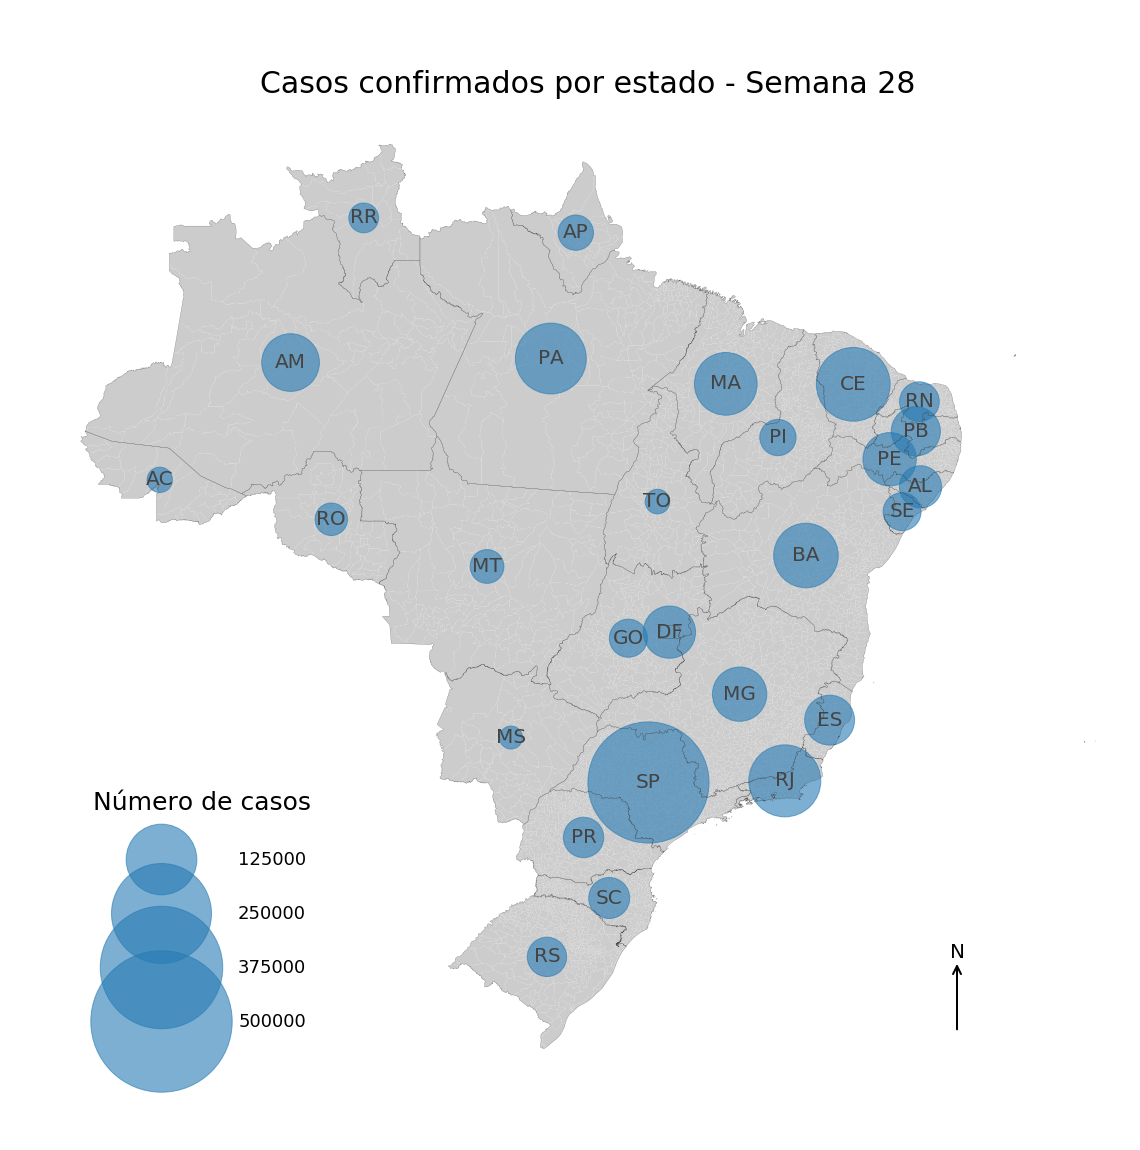 Casos confirmados por estado - Semana 28
RR
AP
AM
PA
MA
CE
RN
PB
PI
PE
AC
AL
TO
SE
RO
BA
MT
GO
DF
MG
ES
MS
SP
RJ
PR
SC
RS
Número de casos
125000
250000
375000
500000
N